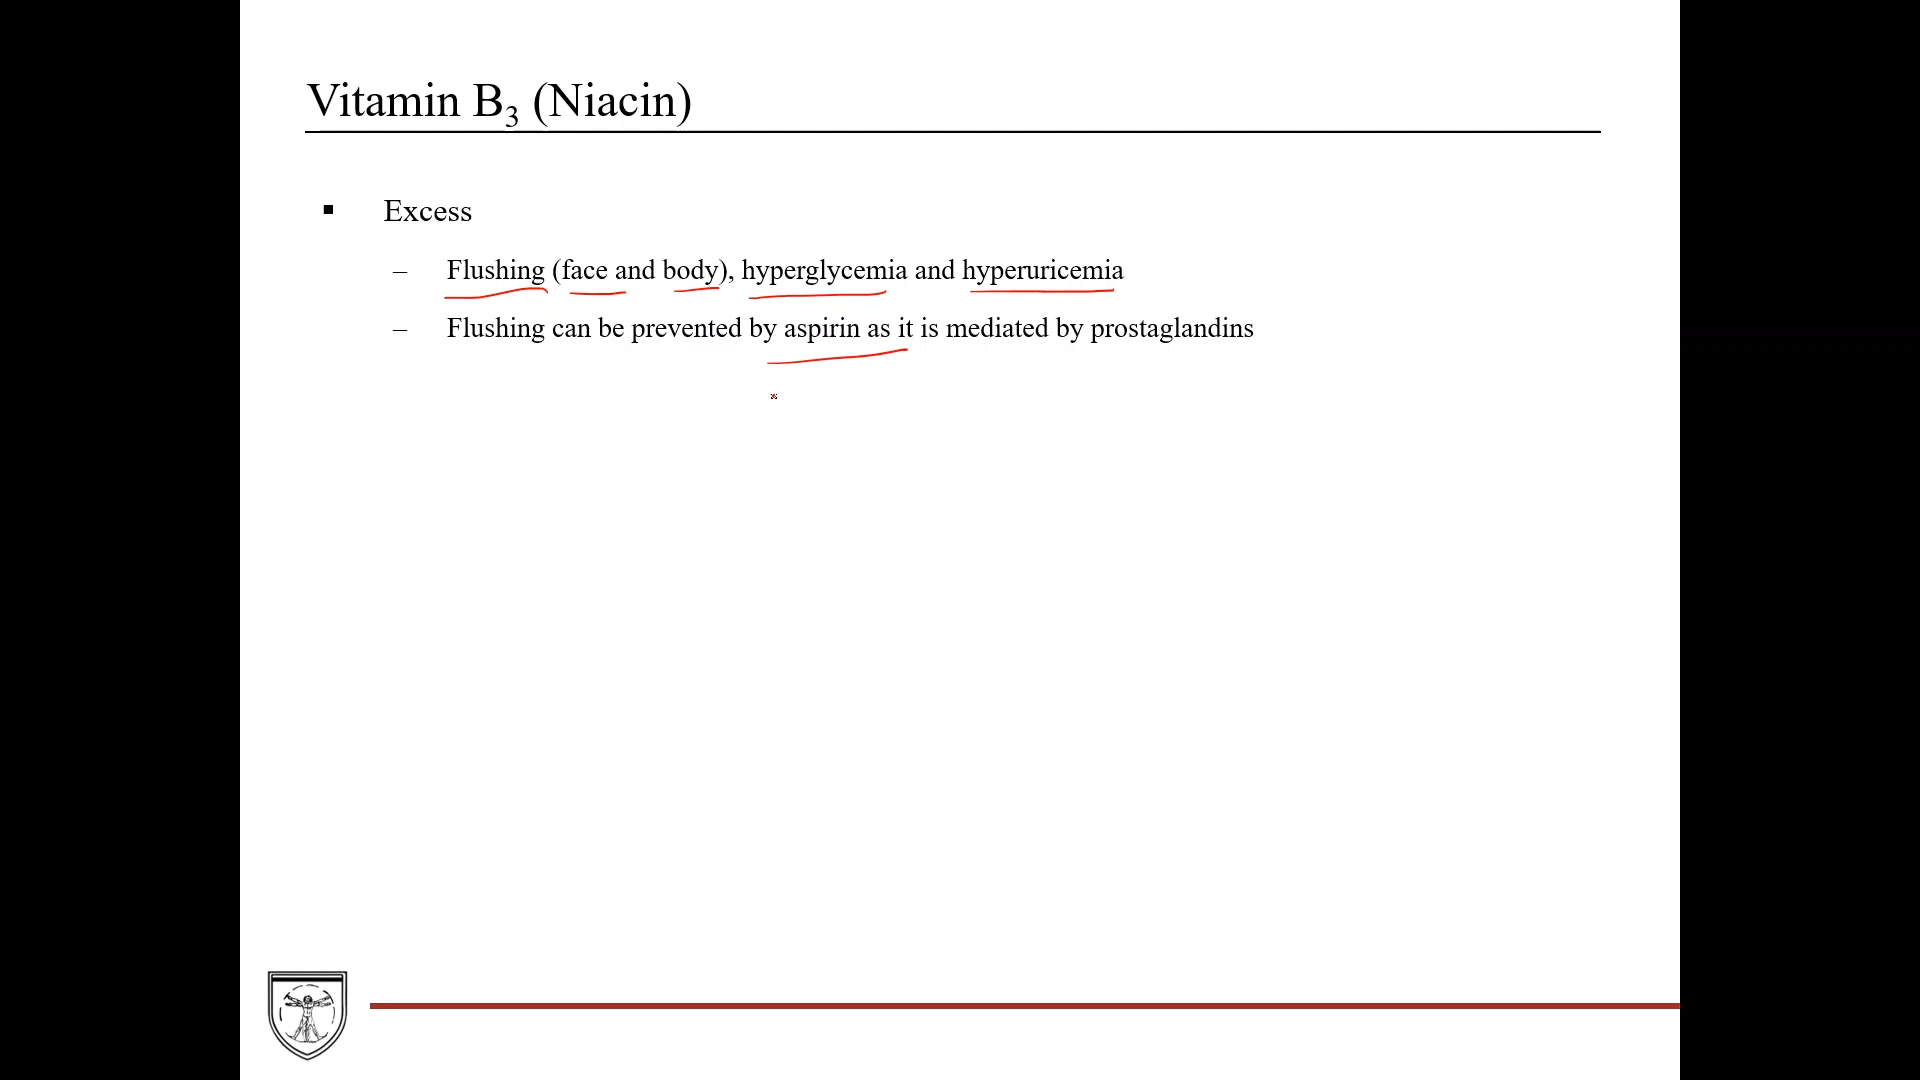 Vitamin B₃ (Niacin)
▪ Excess
– Flushing (face and body), hyperglycemia and hyperuricemia
– Flushing can be prevented by aspirin as it is mediated by prostaglandins